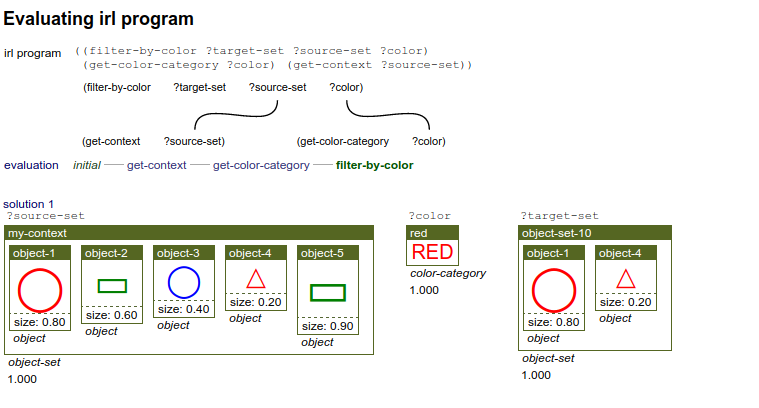 Evaluating irl program
irl program ((filter-by-color ?target-set ?source-set ?color)
(get-color-category ?color) (get-context ?source-set))
(filter-by-color ?target-set ?source-set ?color)
(get-context ?source-set) (get-color-category ?color)
evaluation initial get-context get-color-category filter-by-color
solution 1
?source-set ?color ?target-set
my-context red object-set-10
object-1 object-2 object-3 object-4 object-5 RED object-1 object-4
size: 0.80 size: 0.60 size: 0.40 size: 0.20 size: 0.90 color-category size: 0.80 size: 0.20
object object object object object 1.000 object object
object-set object-set
1.000 1.000